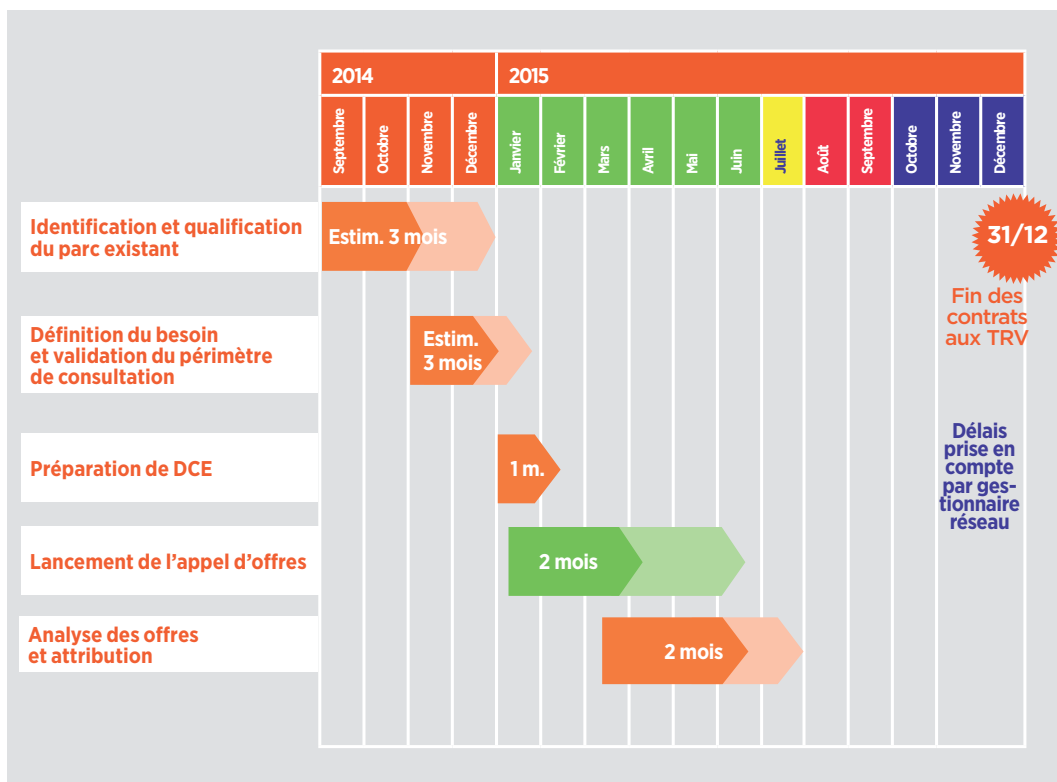 2014
2015
Septembre
Octobre
Novembre
Décembre
Janvier
Février
Mars
Avril
Mai
Juin
Juillet
Août
Septembre
Octobre
Novembre
Décembre
Identification et qualification
du parc existant
Estim. 3 mois
31/12
Fin des
contrats
aux TRV
Définition du besoin
et validation du périmètre
de consultation
Estim.
3 mois
Préparation de DCE
1 m.
Délais
prise en
compte
par ges-
tionnaire
réseau
Lancement de l’appel d’offres
2 mois
Analyse des offres
et attribution
2 mois